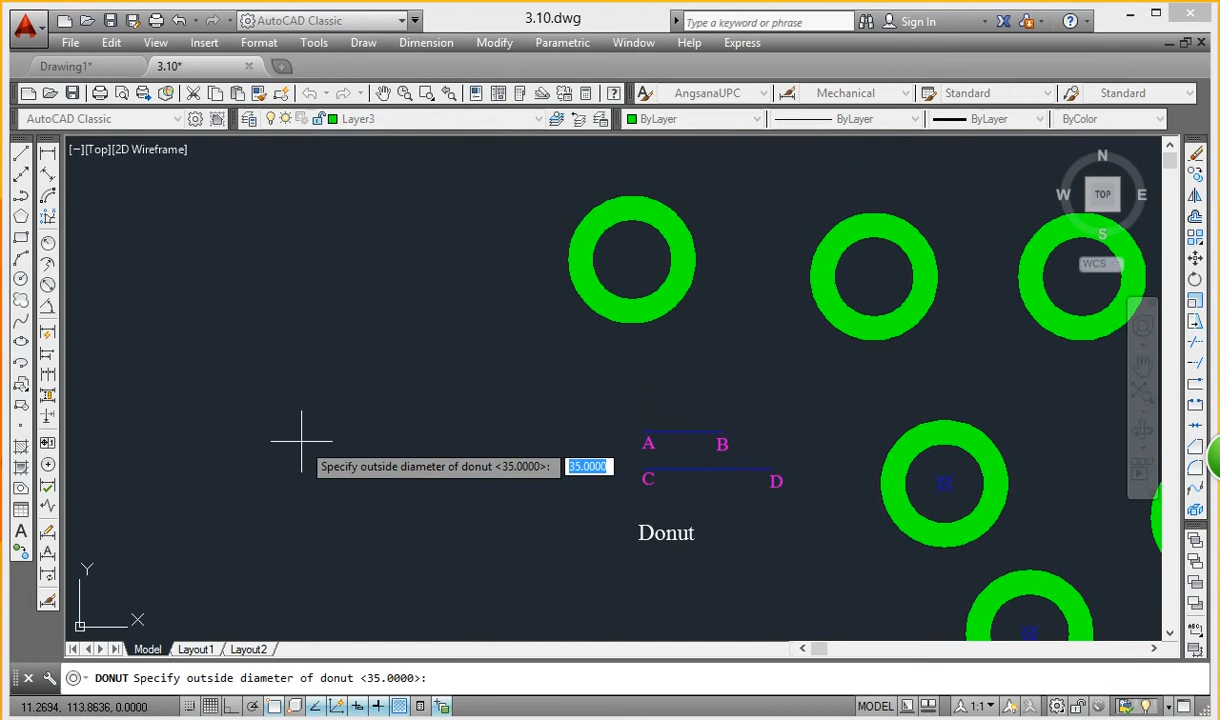 AutoCAD Classic
3.10.dwg
Type a keyword or phrase
Sign In
File Edit View Insert Format Tools Draw Dimension Modify Parametric Window Help Express
Drawing1* 3.10*
AngsanaUPC Mechanical Standard Standard
AutoCAD Classic Layer3 ByLayer ByLayer ByLayer ByColor
[−][Top][2D Wireframe]
N
W TOP E
S
WCS
A B
Specify outside diameter of donut <35.0000>: 35.0000
C D
Donut
Y
X
Model Layout1 Layout2
DONUT Specify outside diameter of donut <35.0000>:
11.2694, 113.8636, 0.0000 MODEL 1:1